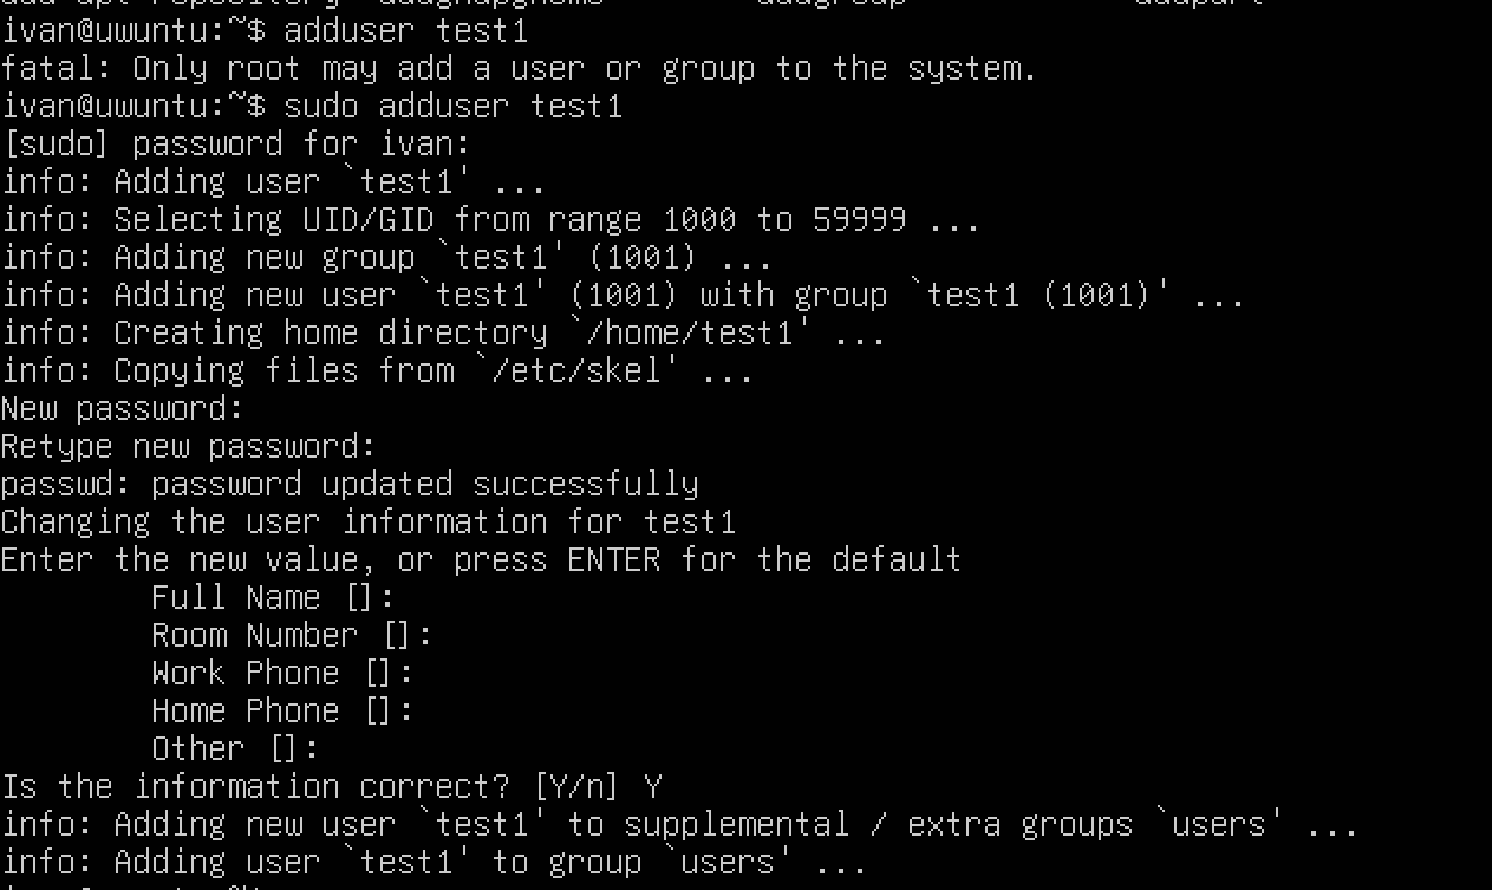 ivan@uwuntu:~$ adduser test1
fatal: Only root may add a user or group to the system.
ivan@uwuntu:~$ sudo adduser test1
[sudo] password for ivan:
info: Adding user `test1' ...
info: Selecting UID/GID from range 1000 to 59999 ...
info: Adding new group `test1' (1001) ...
info: Adding new user `test1' (1001) with group `test1 (1001)' ...
info: Creating home directory `/home/test1' ...
info: Copying files from `/etc/skel' ...
New password:
Retype new password:
passwd: password updated successfully
Changing the user information for test1
Enter the new value, or press ENTER for the default
        Full Name []:
        Room Number []:
        Work Phone []:
        Home Phone []:
        Other []:
Is the information correct? [Y/n] Y
info: Adding new user `test1' to supplemental / extra groups `users' ...
info: Adding user `test1' to group `users' ...